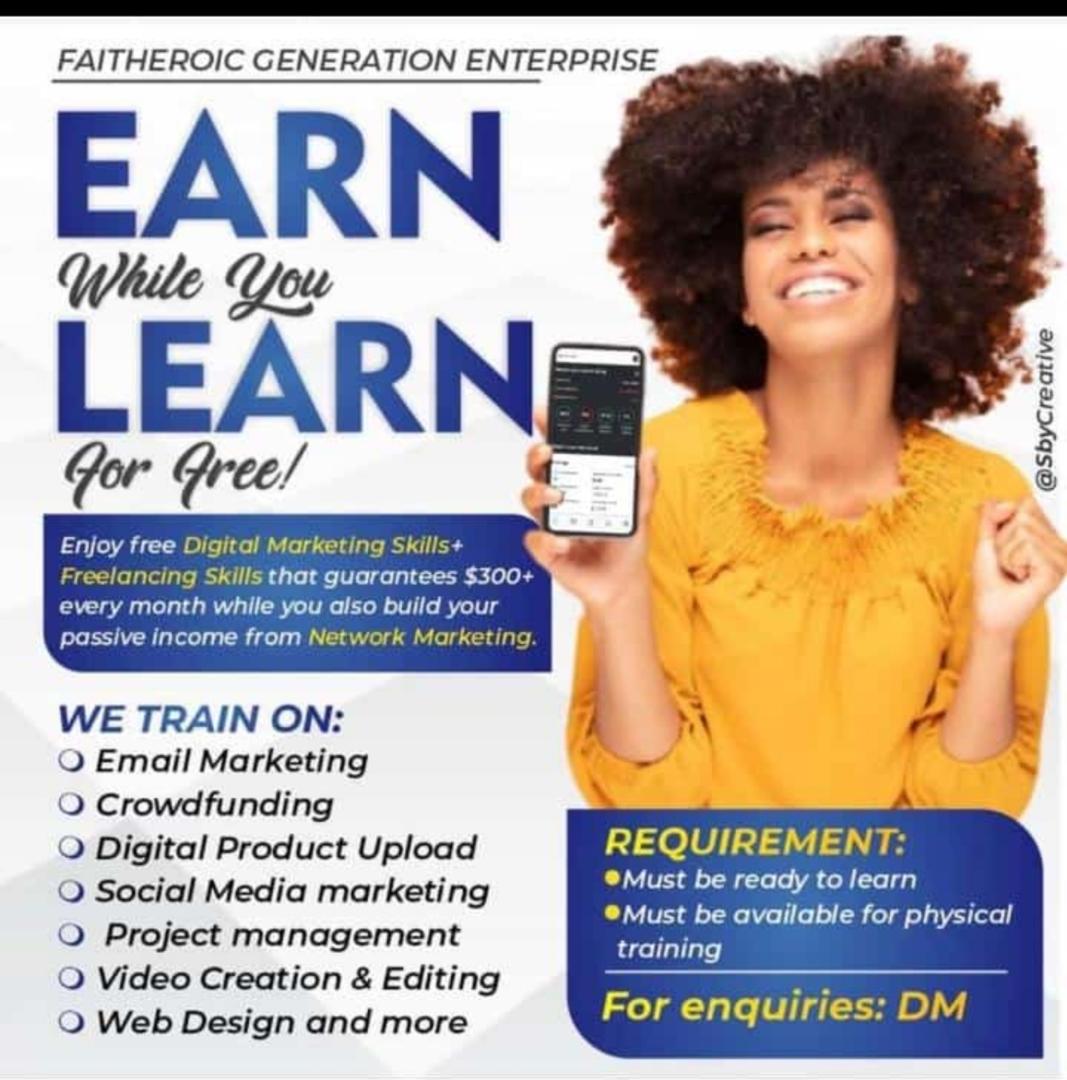 FAITHEROIC GENERATION ENTERPRISE
EARN
While You
LEARN
For Free!
Enjoy free Digital Marketing Skills+
Freelancing Skills that guarantees $300+
every month while you also build your
passive income from Network Marketing.
WE TRAIN ON:
Email Marketing
Crowdfunding
Digital Product Upload
Social Media marketing
Project management
Video Creation & Editing
Web Design and more
@SbyCreative
REQUIREMENT:
Must be ready to learn
Must be available for physical
training
For enquiries: DM